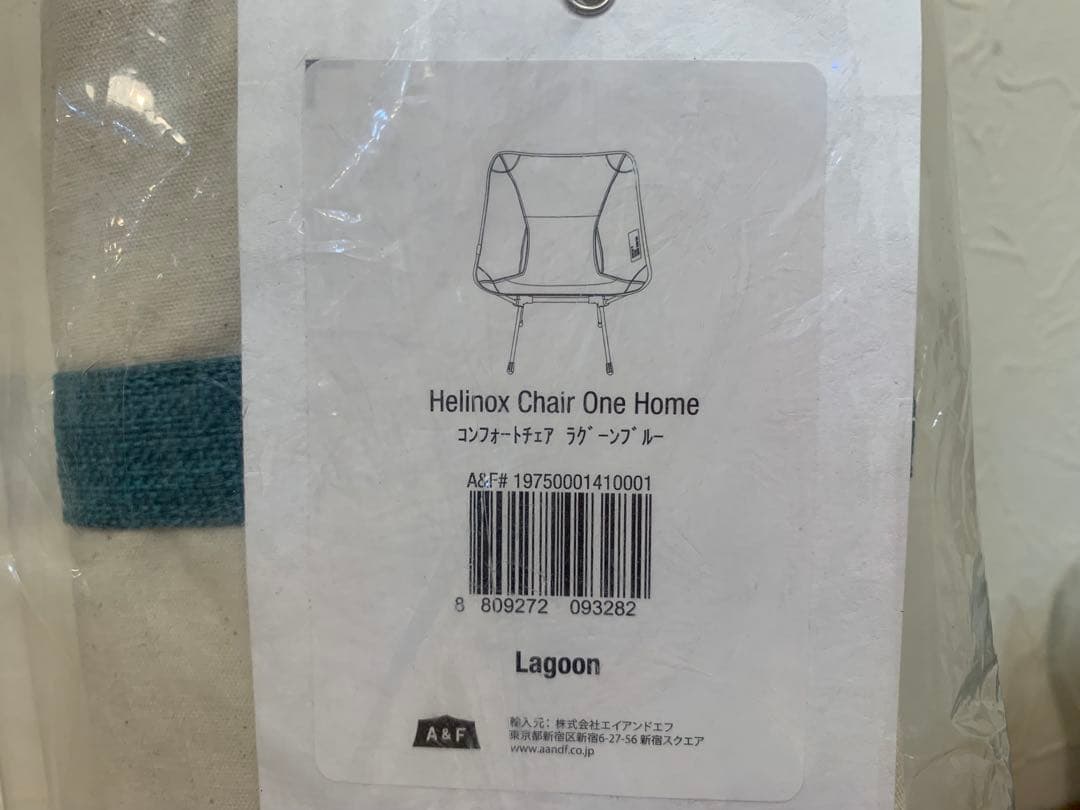 Helinox Chair One Home
ｺﾝﾌｫｰﾄﾁｪｱ ﾗｸﾞｰﾝﾌﾞﾙｰ
A&F# 19750001410001
8 809272 093282
Lagoon
A & F
輸入元：株式会社エイアンドエフ
東京都新宿区新宿6-27-56 新宿スクエア
www.aandf.co.jp